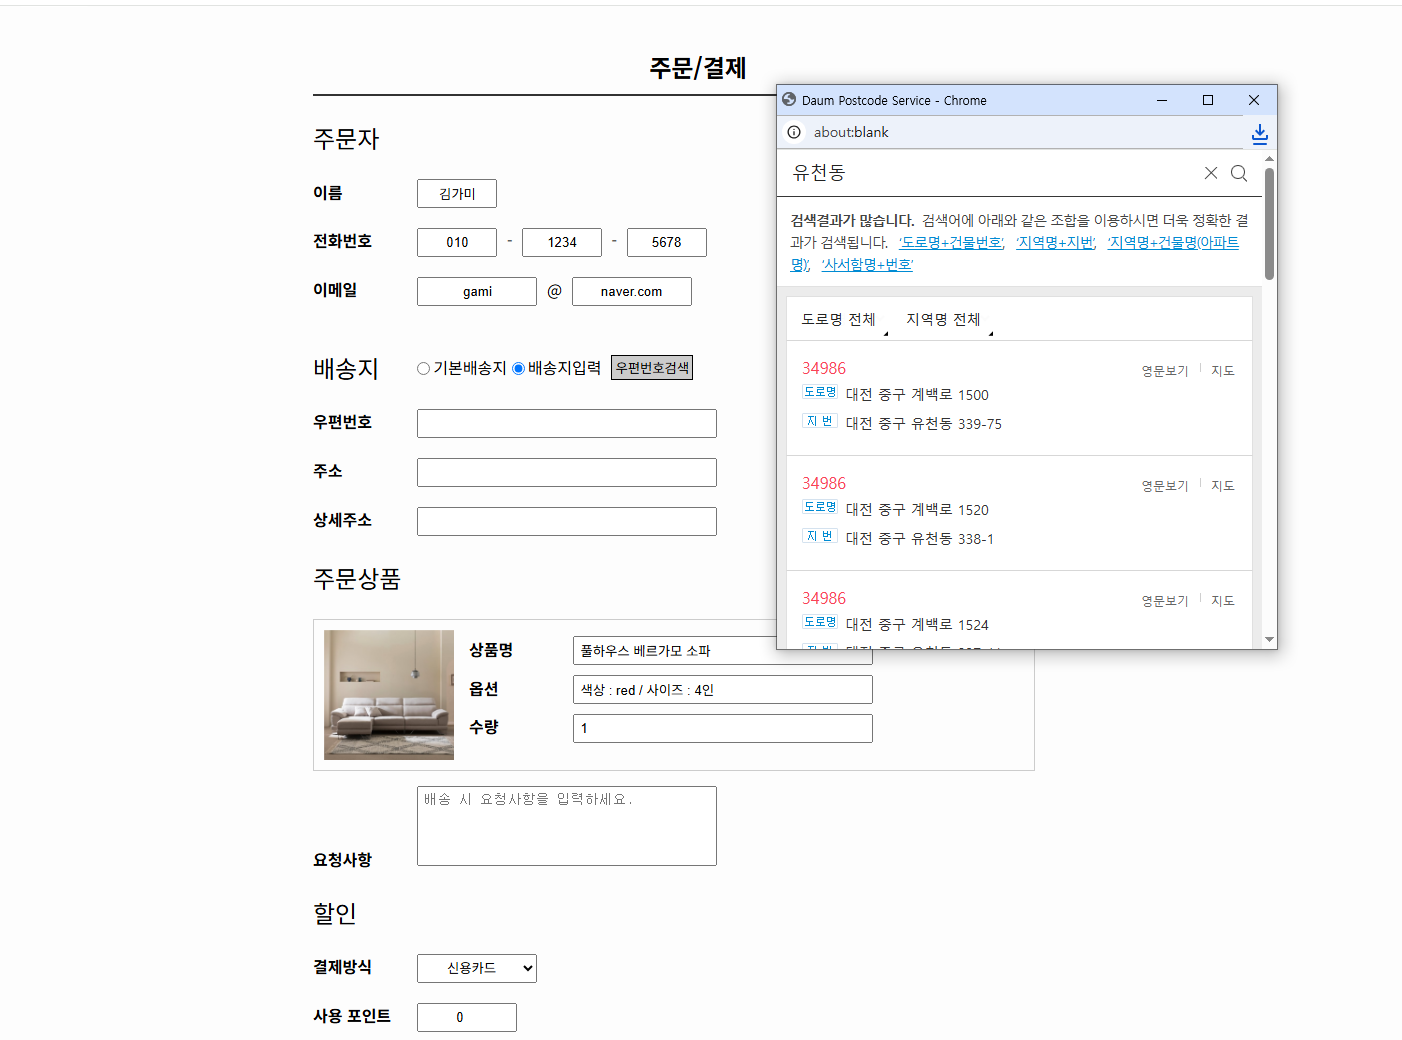 주문/결제
주문자
이름 김가미
전화번호 010 - 1234 - 5678
이메일 gami @ naver.com
배송지 기본배송지 배송지입력 우편번호검색
우편번호
주소
상세주소
주문상품
상품명 풀하우스 베르가모 소파
옵션 색상 : red / 사이즈 : 4인
수량 1
배송 시 요청사항을 입력하세요.
요청사항
할인
결제방식 신용카드
사용 포인트 0
Daum Postcode Service - Chrome
about:blank
유천동
검색결과가 많습니다. 검색어에 아래와 같은 조합을 이용하시면 더욱 정확한 결
과가 검색됩니다. '도로명+건물번호', '지역명+지번', '지역명+건물명(아파트
명)', '사서함명+번호'
도로명 전체 지역명 전체
34986 영문보기 지도
도로명 대전 중구 계백로 1500
지 번 대전 중구 유천동 339-75
34986 영문보기 지도
도로명 대전 중구 계백로 1520
지 번 대전 중구 유천동 338-1
34986 영문보기 지도
도로명 대전 중구 계백로 1524